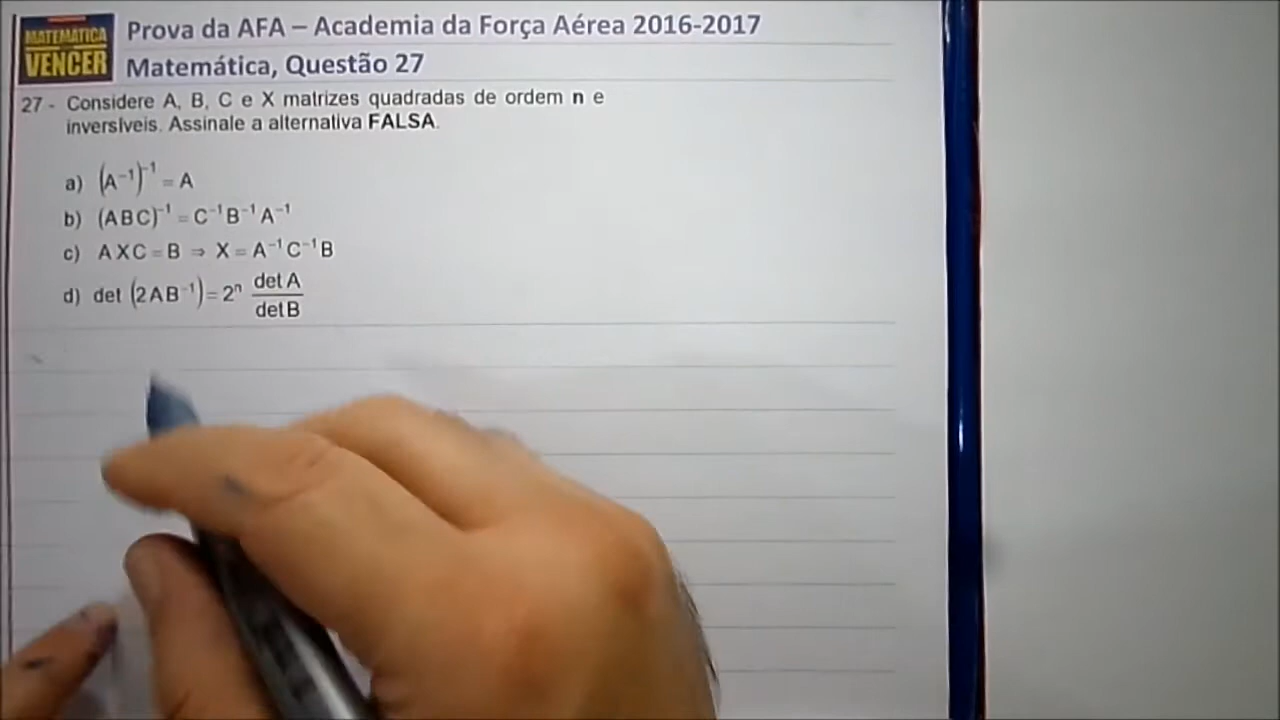 MATEMÁTICA
VENCER
Prova da AFA – Academia da Força Aérea 2016-2017
Matemática, Questão 27
27 - Considere A, B, C e X matrizes quadradas de ordem n e
inversíveis. Assinale a alternativa FALSA.
a) (A⁻¹)⁻¹ = A
b) (ABC)⁻¹ = C⁻¹B⁻¹A⁻¹
c) AXC = B ⇒ X = A⁻¹C⁻¹B
d) det (2AB⁻¹) = 2ⁿ det A / det B